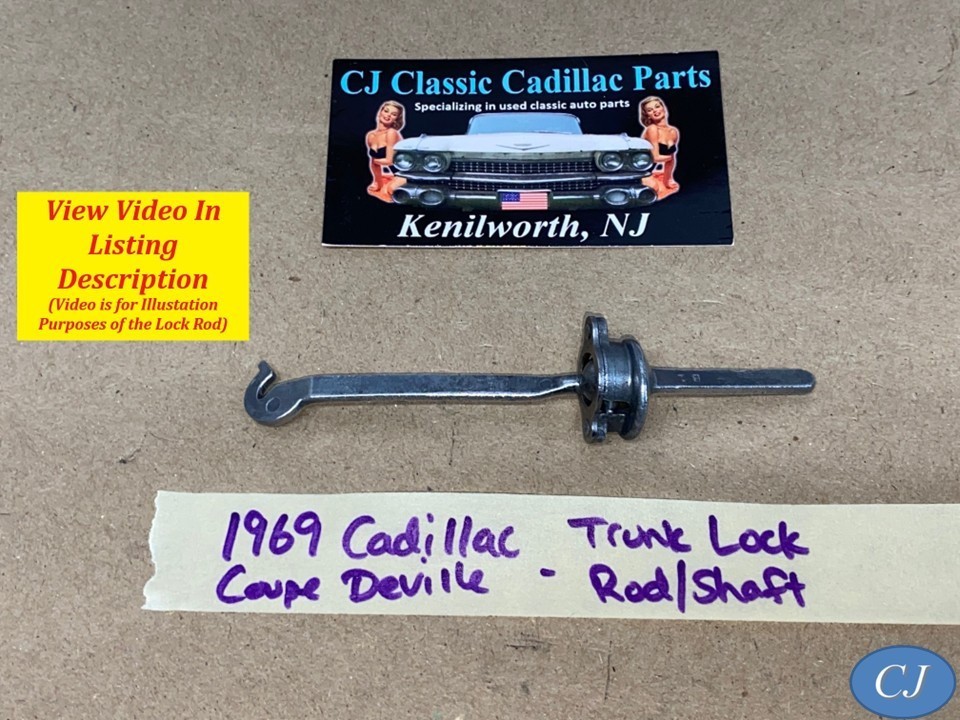 CJ Classic Cadillac Parts
Specializing in used classic auto parts
Kenilworth, NJ
View Video In
Listing
Description
(Video is for Illustation
Purposes of the Lock Rod)
1969 Cadillac - Trunk Lock
Coupe Deville - Rod/Shaft
CJ